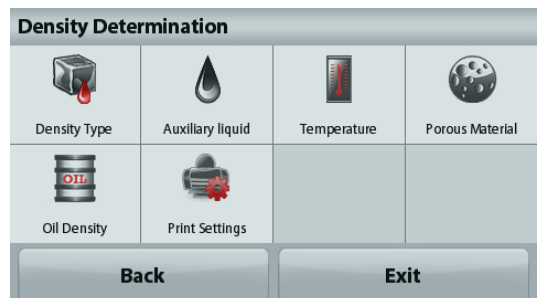 Density Determination
Density Type
Auxiliary liquid
Temperature
Porous Material
OIL
Oil Density
Print Settings
Back
Exit